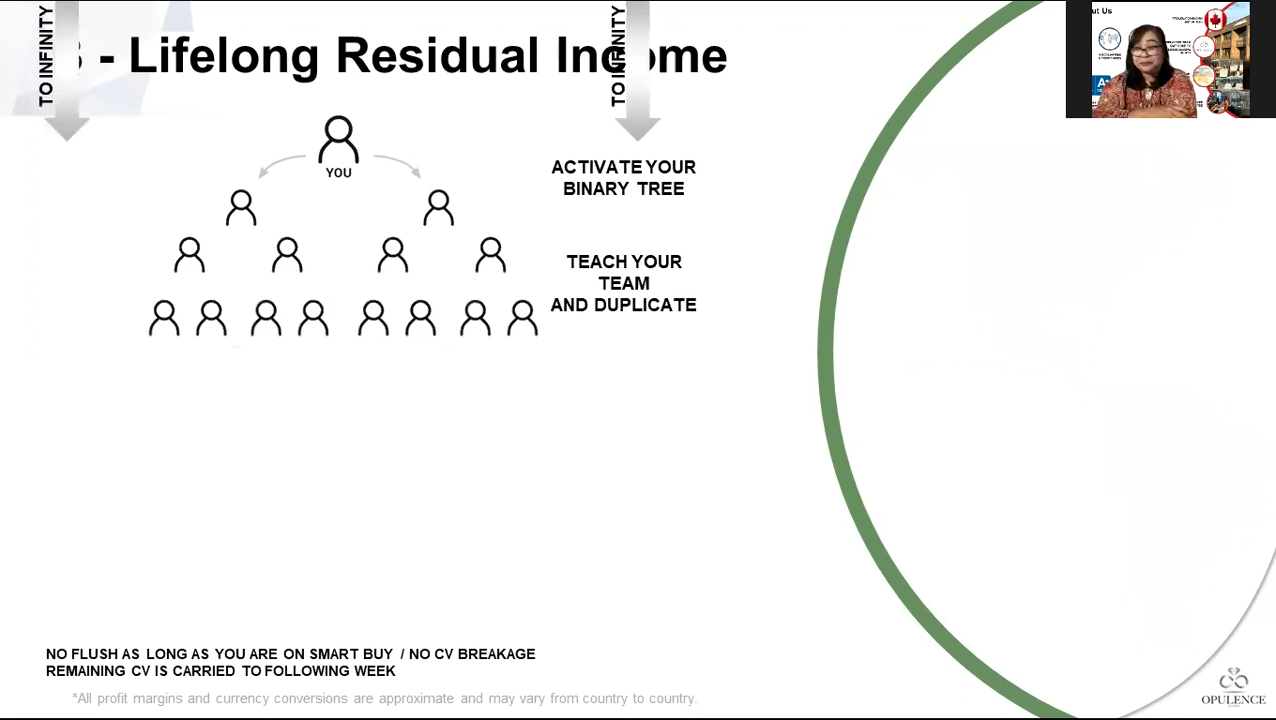 TO INFINITY
- Lifelong Residual Income
TO INFINITY
YOU
ACTIVATE YOUR
BINARY TREE
TEACH YOUR
TEAM
AND DUPLICATE
NO FLUSH AS LONG AS YOU ARE ON SMART BUY / NO CV BREAKAGE
REMAINING CV IS CARRIED TO FOLLOWING WEEK
*All profit margins and currency conversions are approximate and may vary from country to country.
OPULENCE